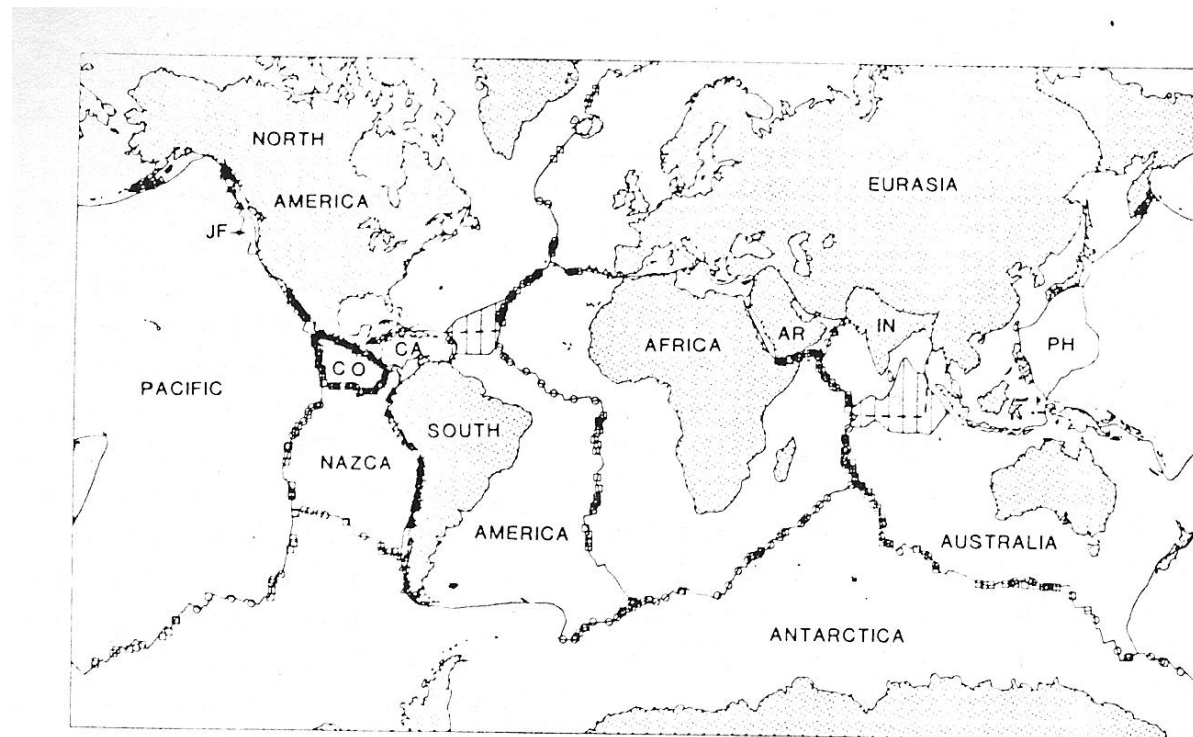 NORTH
AMERICA
EURASIA
JF
CA
CO
AFRICA
AR
IN
PH
PACIFIC
SOUTH
NAZCA
AMERICA
AUSTRALIA
ANTARCTICA